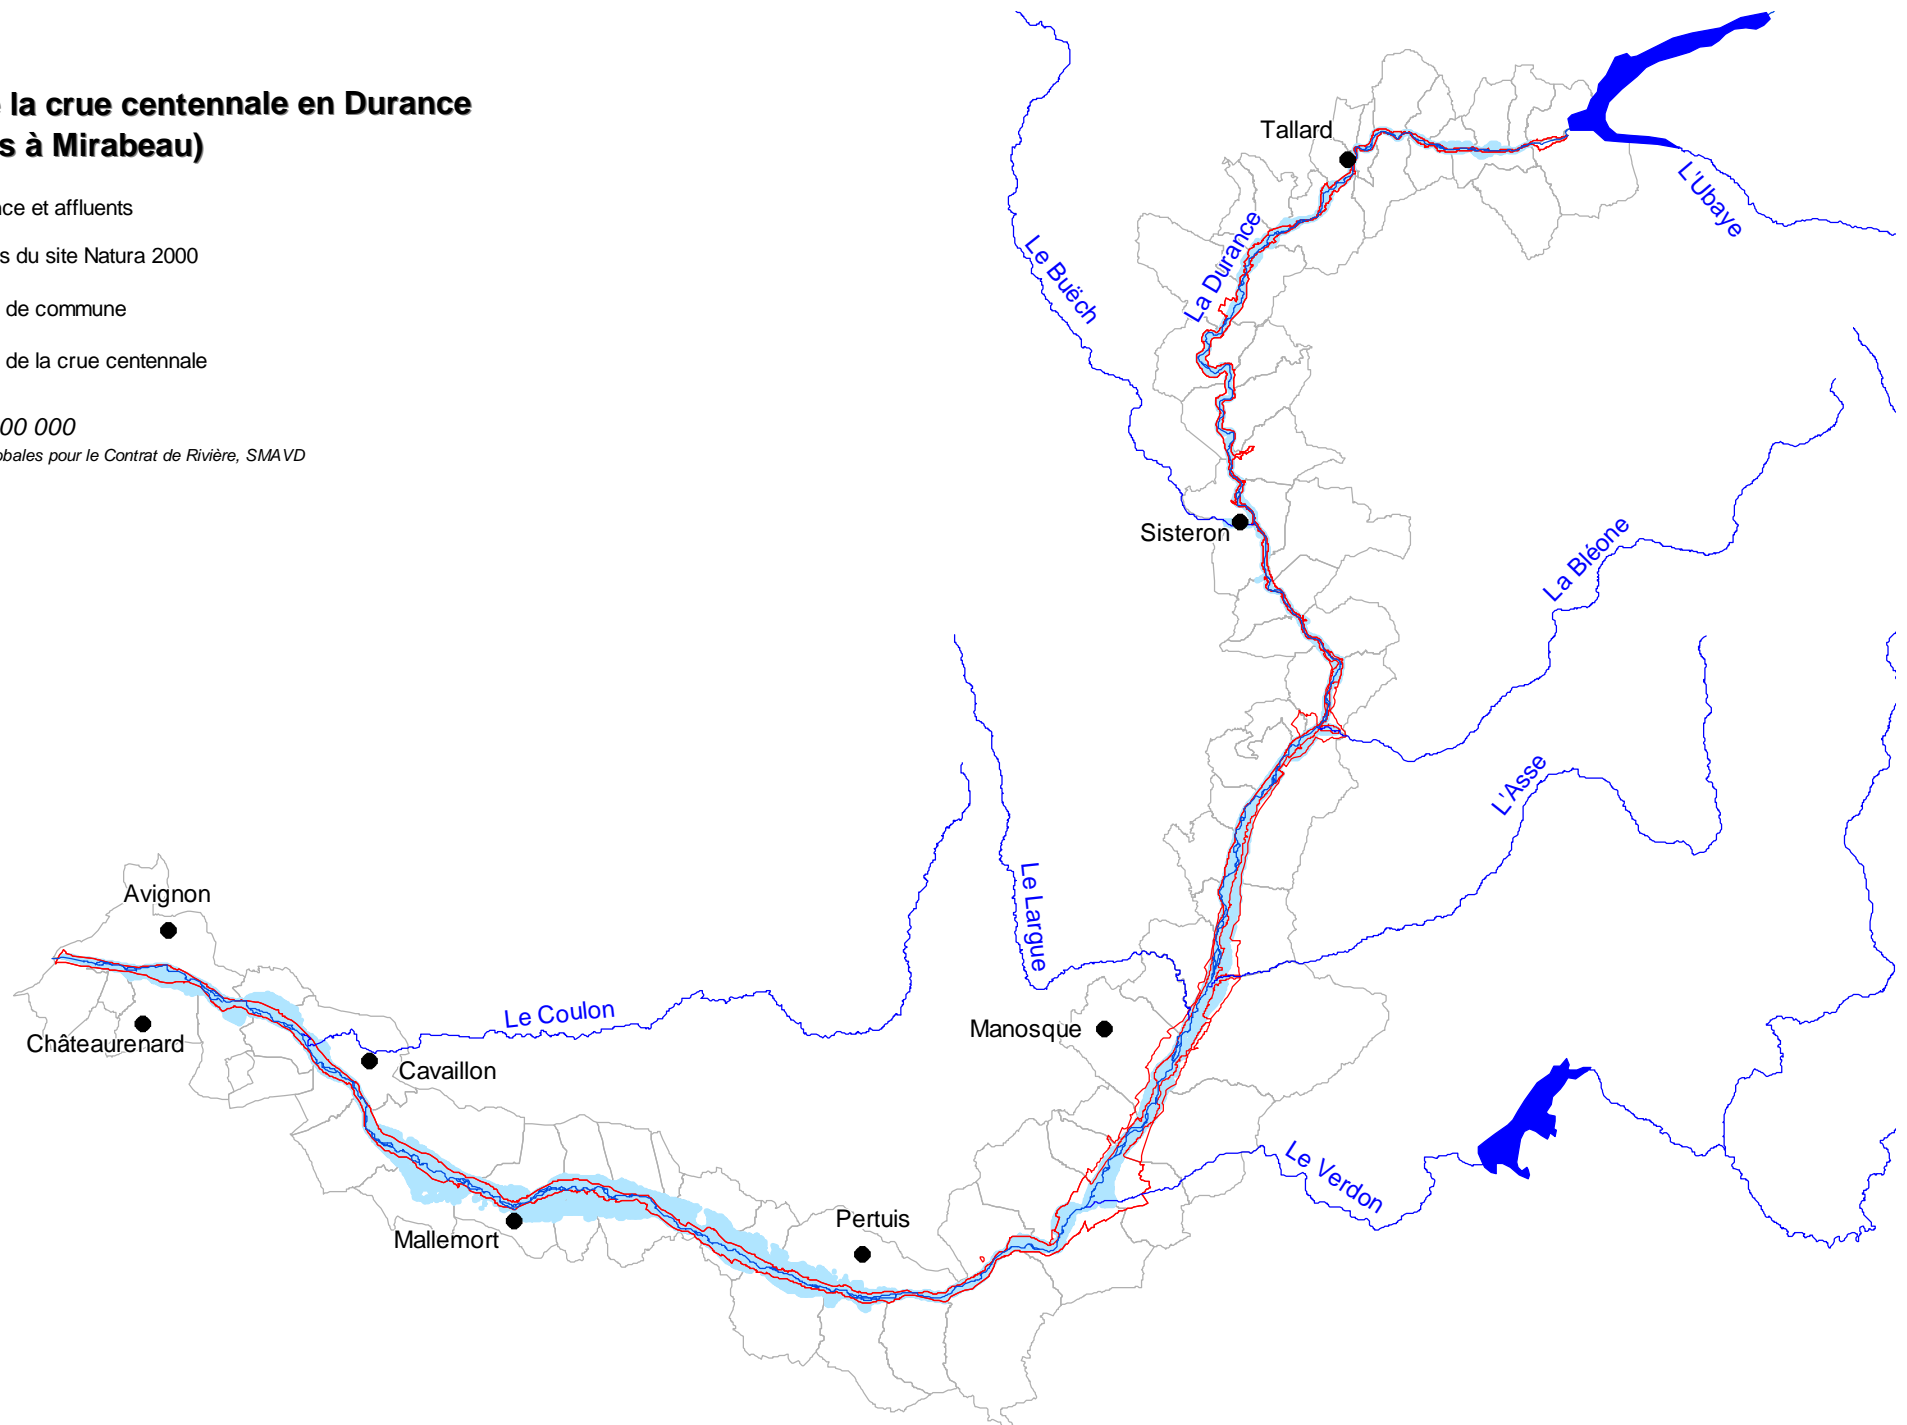 la crue centennale en Durance
à Mirabeau)
et affluents
du site Natura 2000
de commune
de la crue centennale
00 000
pour le Contrat de Rivière, SMAVD
Tallard
L'Ubaye
La Durance
Le Buëch
Sisteron
La Bléone
L'Asse
Avignon
Le Largue
Le Coulon
Manosque
Châteaurenard
Cavaillon
Le Verdon
Pertuis
Mallemort